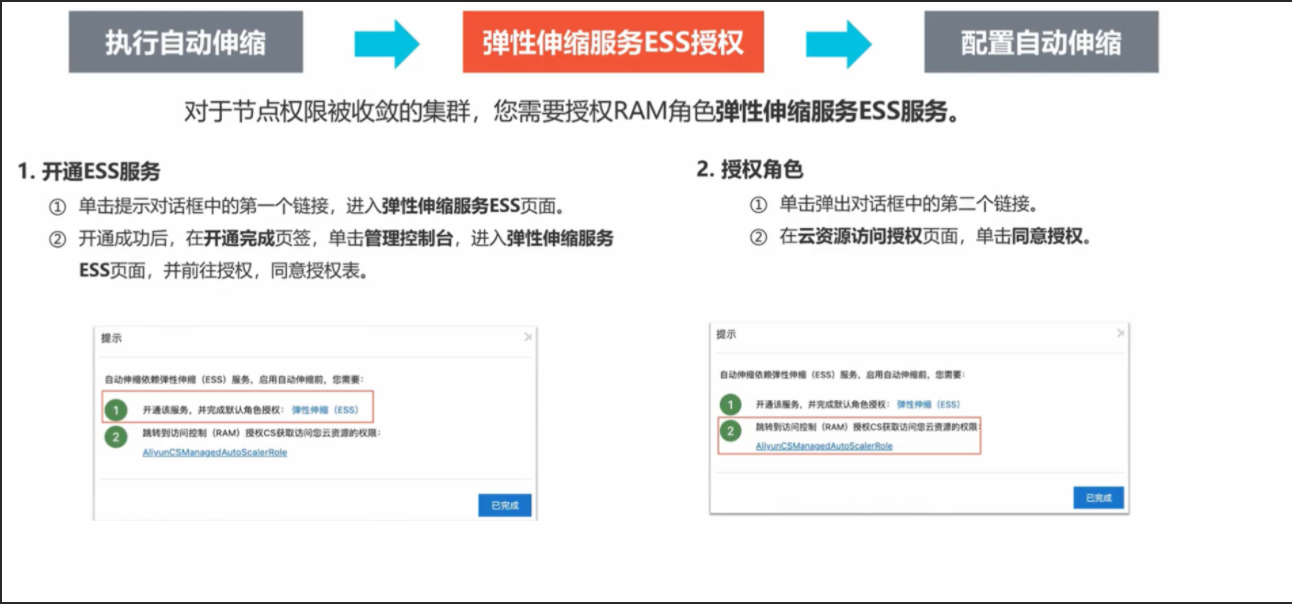 执行自动伸缩
弹性伸缩服务ESS授权
配置自动伸缩
对于节点权限被收敛的集群，您需要授权RAM角色弹性伸缩服务ESS服务。
1. 开通ESS服务
① 单击提示对话框中的第一个链接，进入弹性伸缩服务ESS页面。
② 开通成功后，在开通完成页签，单击管理控制台，进入弹性伸缩服务
ESS页面，并前往授权，同意授权表。
2. 授权角色
① 单击弹出对话框中的第二个链接。
② 在云资源访问授权页面，单击同意授权。
提示
自动伸缩依赖弹性伸缩（ESS）服务，启用自动伸缩前，您需要：
1 开通该服务，并完成默认角色授权： 弹性伸缩（ESS）
2 跳转到访问控制（RAM）授权CS获取访问您云资源的权限：
AliyunCSManagedAutoScalerRole
已完成
提示
自动伸缩依赖弹性伸缩（ESS）服务，启用自动伸缩前，您需要：
1 开通该服务，并完成默认角色授权： 弹性伸缩（ESS）
2 跳转到访问控制（RAM）授权CS获取访问您云资源的权限：
AliyunCSManagedAutoScalerRole
已完成